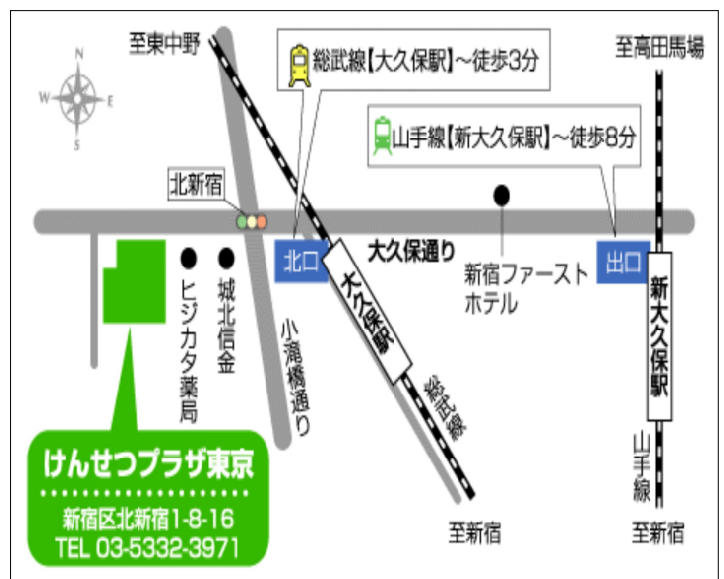 至東中野
総武線【大久保駅】～徒歩3分
至高田馬場
N
W
E
S
山手線【新大久保駅】～徒歩8分
北新宿
北口
大久保通り
出口
新宿ファースト
ホテル
ヒジカタ薬局
城北信金
小滝橋通り
大久保駅
新大久保駅
総武線
山手線
けんせつプラザ東京
新宿区北新宿1-8-16
TEL 03-5332-3971
至新宿
至新宿